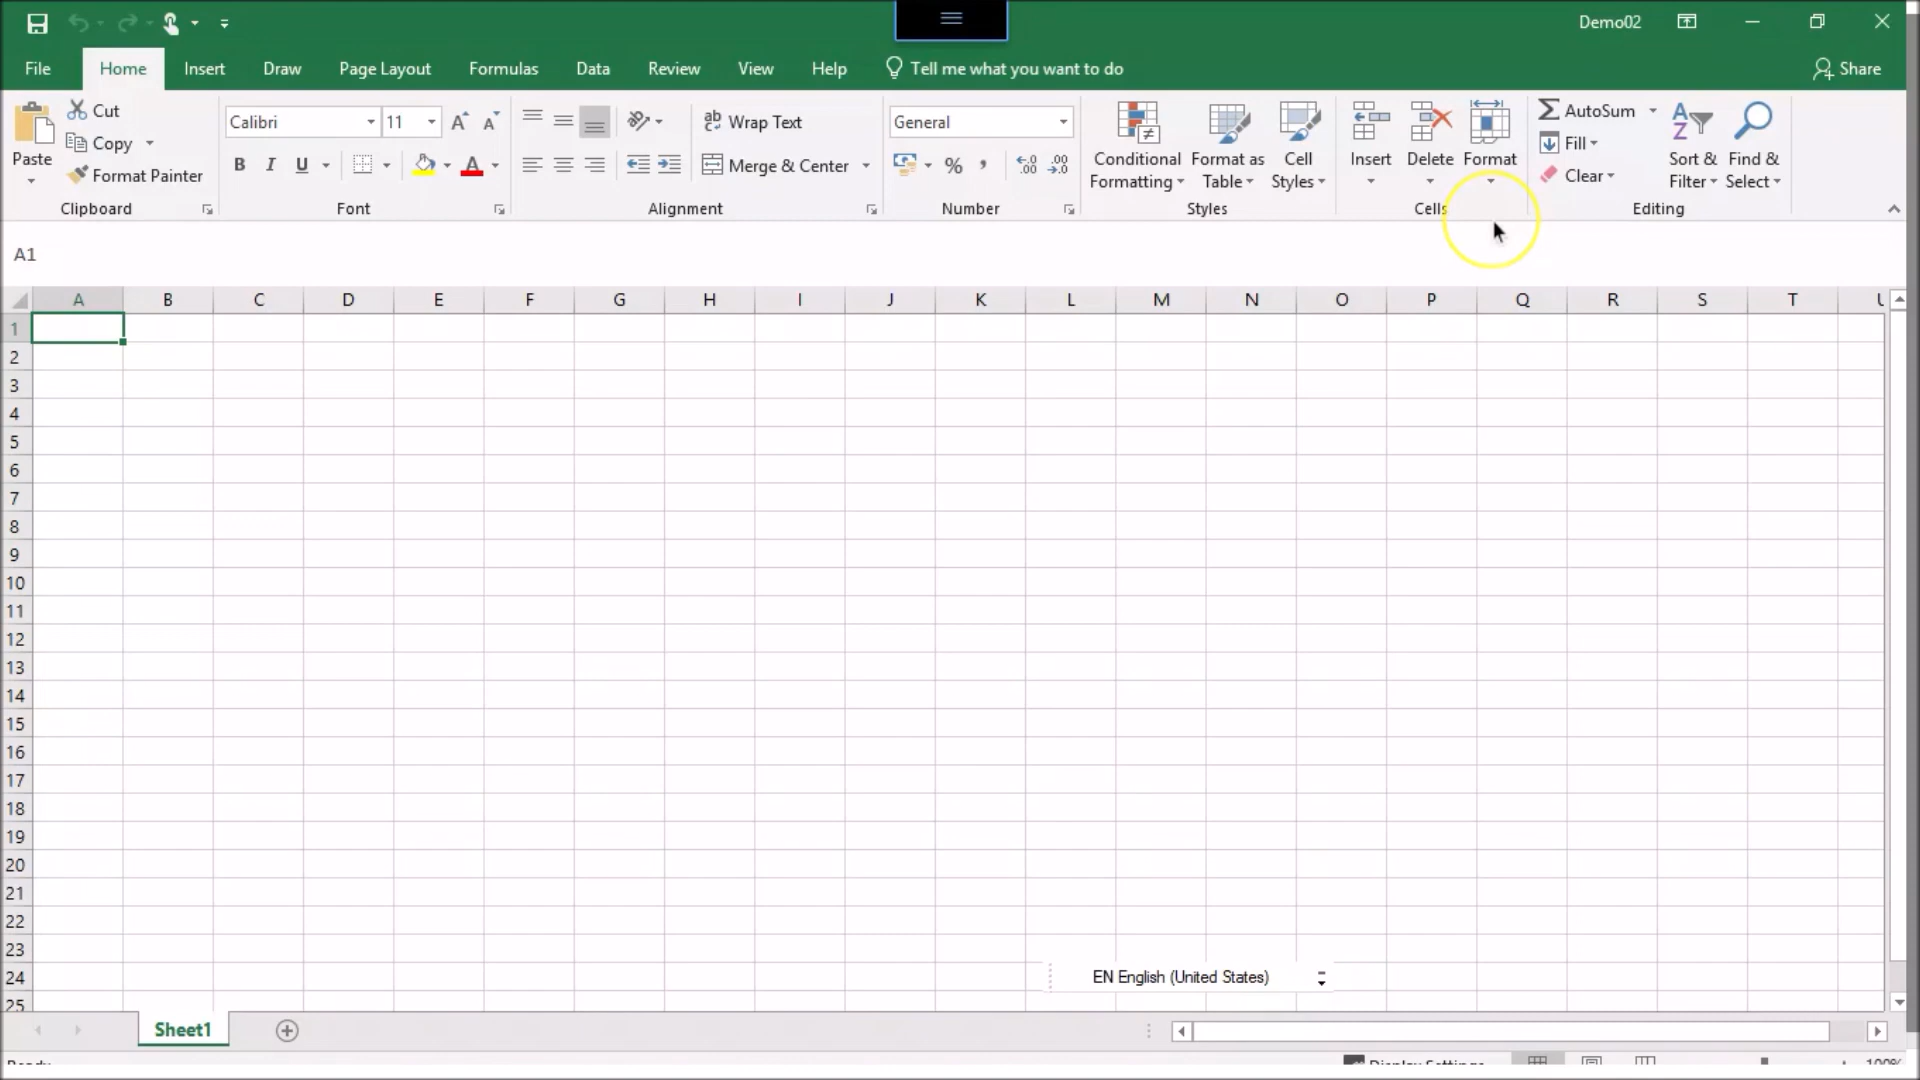 Demo02
File Home Insert Draw Page Layout Formulas Data Review View Help Tell me what you want to do Share
Cut
Copy
Format Painter
Paste
Clipboard
Calibri 11
B I U A
Font
Wrap Text
Merge & Center
Alignment
General
% ,
Number
Conditional Formatting
Format as Table
Cell Styles
Styles
Insert Delete Format
Cells
AutoSum
Fill
Clear
Sort & Filter
Find & Select
Editing
A1
A B C D E F G H I J K L M N O P Q R S T
1
2
3
4
5
6
7
8
9
10
11
12
13
14
15
16
17
18
19
20
21
22
23
24
25
EN English (United States)
Sheet1
Display Settings 100%